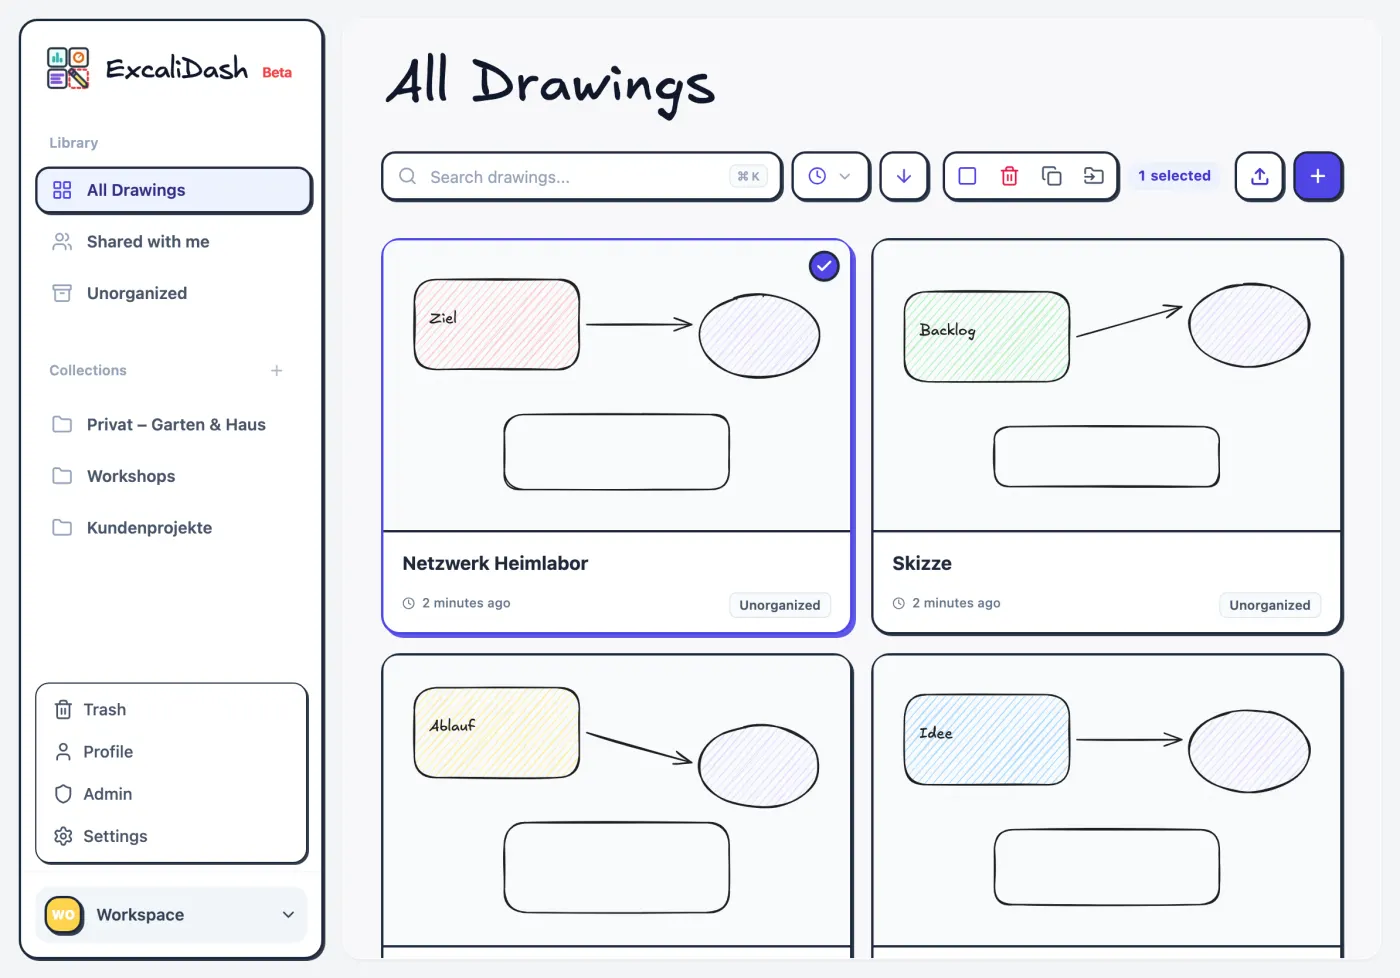 ExcaliDash Beta
Library
All Drawings
Shared with me
Unorganized
Collections
Privat – Garten & Haus
Workshops
Kundenprojekte
Trash
Profile
Admin
Settings
WO Workspace
All Drawings
Search drawings... ⌘ K
1 selected
Ziel
Netzwerk Heimlabor
2 minutes ago Unorganized
Backlog
Skizze
2 minutes ago Unorganized
Ablauf
Idee